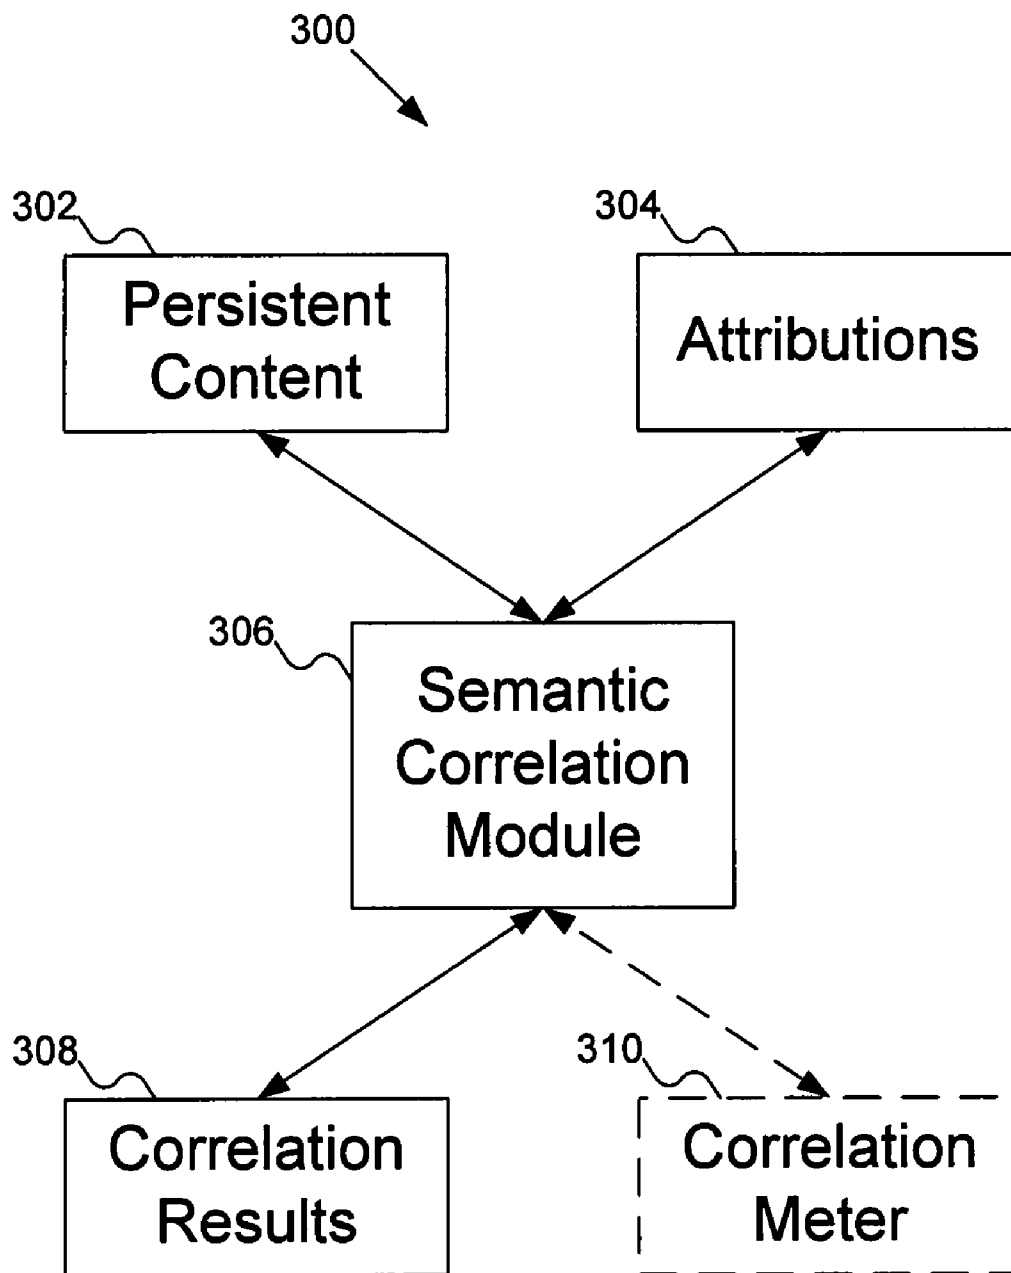 300
302
304
Persistent
Content
Attributions
306
Semantic
Correlation
Module
308
310
Correlation
Results
Correlation
Meter